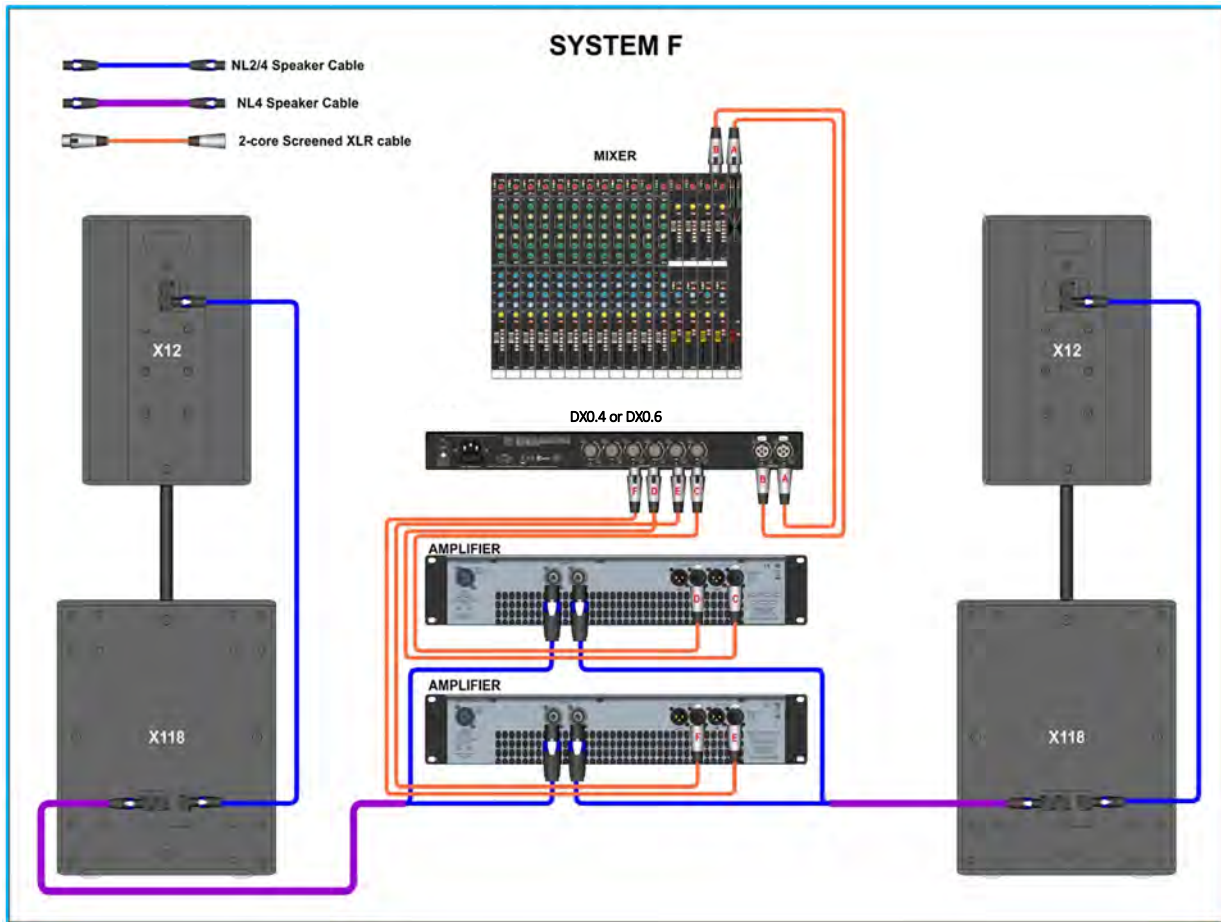 SYSTEM F
NL2/4 Speaker Cable
NL4 Speaker Cable
2-core Screened XLR cable
MIXER
B A
X12
X12
DX0.4 or DX0.6
F D E C B A
AMPLIFIER
D C
AMPLIFIER
F E
X118
X118